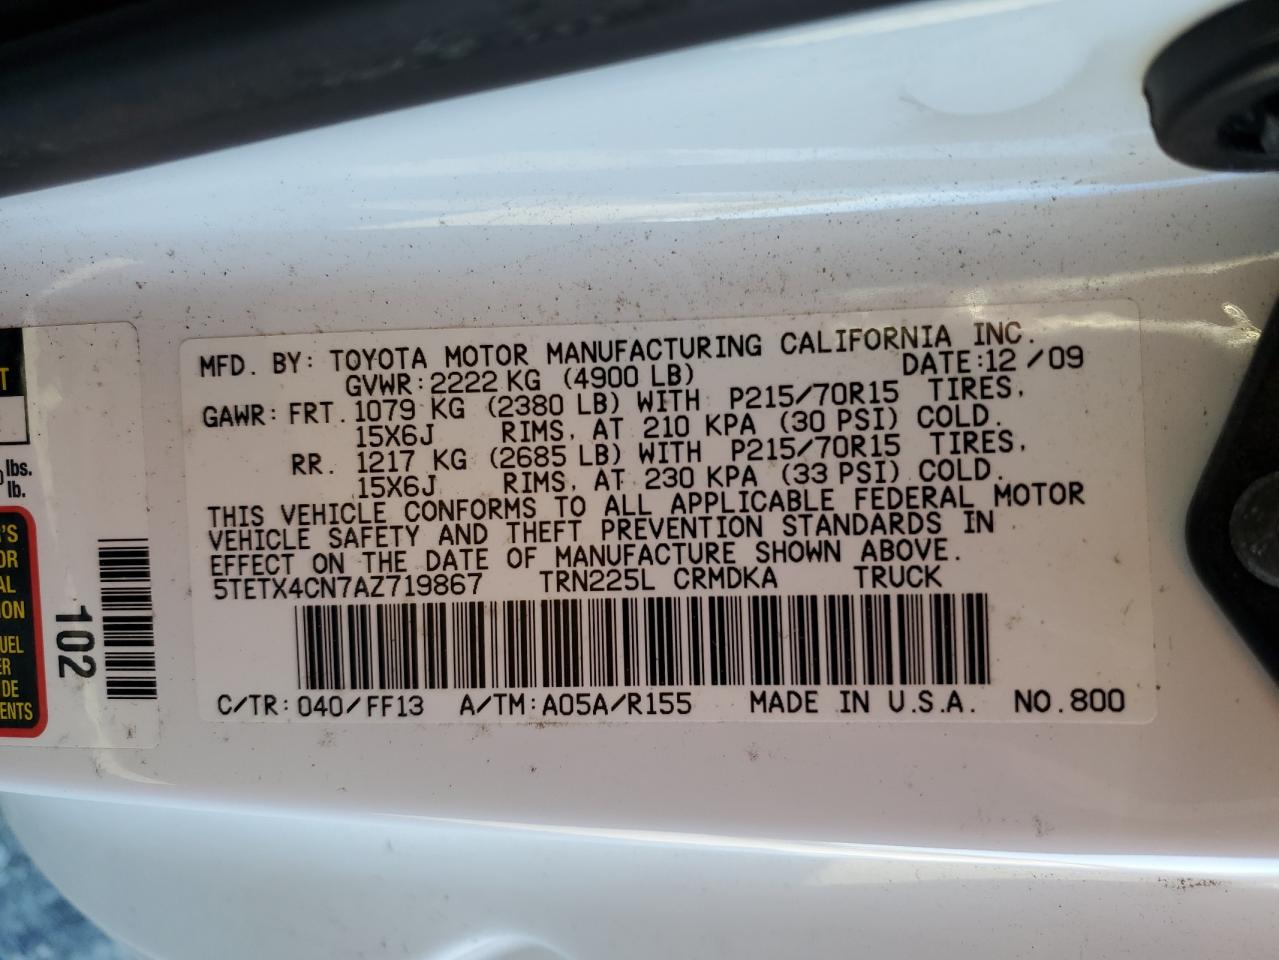 MFD. BY: TOYOTA MOTOR MANUFACTURING CALIFORNIA INC.
GVWR: 2222 KG (4900 LB) DATE: 12 /09
GAWR: FRT. 1079 KG (2380 LB) WITH P215/70R15 TIRES,
15X6J RIMS, AT 210 KPA (30 PSI) COLD.
RR. 1217 KG (2685 LB) WITH P215/70R15 TIRES,
15X6J RIMS, AT 230 KPA (33 PSI) COLD.
THIS VEHICLE CONFORMS TO ALL APPLICABLE FEDERAL MOTOR
VEHICLE SAFETY AND THEFT PREVENTION STANDARDS IN
EFFECT ON THE DATE OF MANUFACTURE SHOWN ABOVE.
5TETX4CN7AZ719867 TRN225L CRMDKA TRUCK
C/TR: 040/FF13 A/TM: A05A/R155 MADE IN U.S.A. NO.800
102
lbs.
lb.